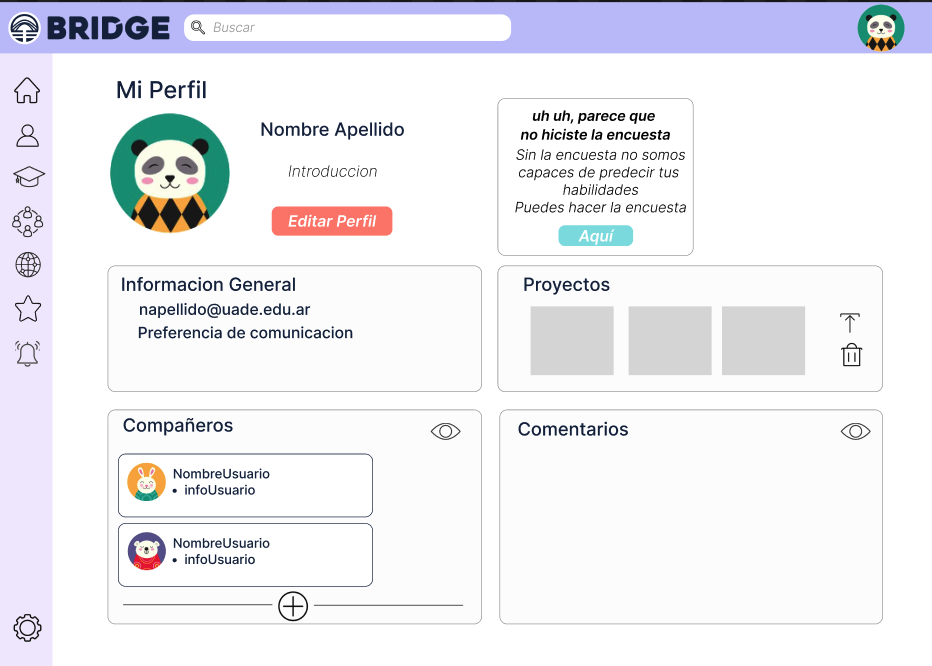 BRIDGE
Buscar
Mi Perfil
Nombre Apellido
Introduccion
Editar Perfil
uh uh, parece que
no hiciste la encuesta
Sin la encuesta no somos
capaces de predecir tus
habilidades
Puedes hacer la encuesta
Aquí
Informacion General
napellido@uade.edu.ar
Preferencia de comunicacion
Proyectos
Compañeros
NombreUsuario
• infoUsuario
NombreUsuario
• infoUsuario
Comentarios